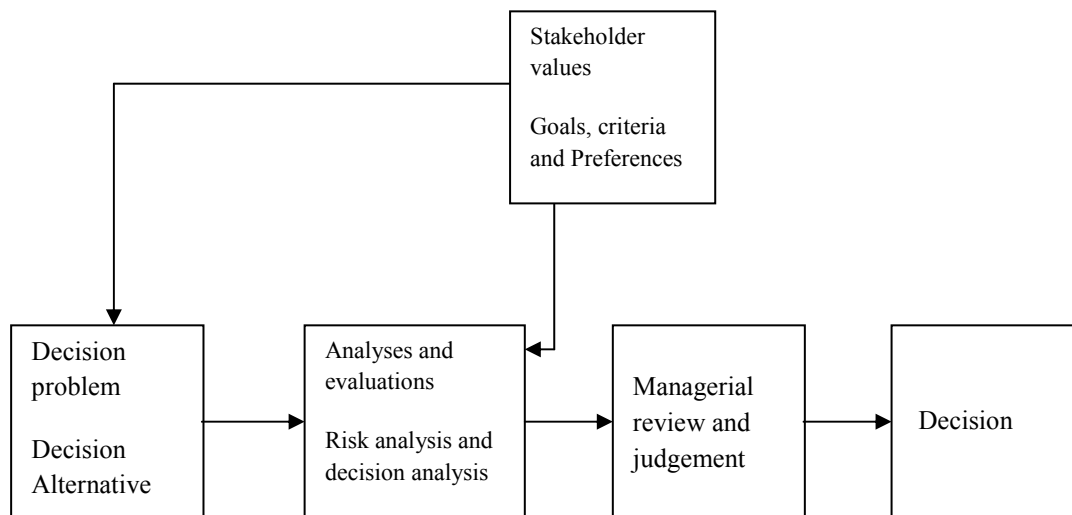 Stakeholder
values
Goals, criteria
and Preferences
Decision
problem
Decision
Alternative
Analyses and
evaluations
Risk analysis and
decision analysis
Managerial
review and
judgement
Decision